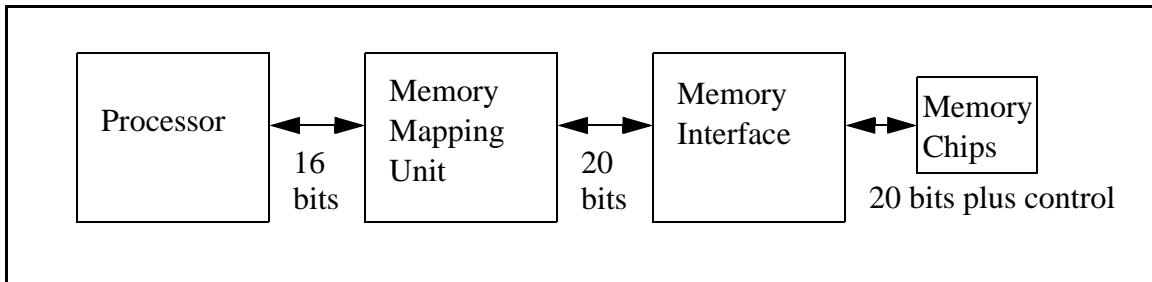 Processor
16
bits
Memory
Mapping
Unit
20
bits
Memory
Interface
Memory
Chips
20 bits plus control